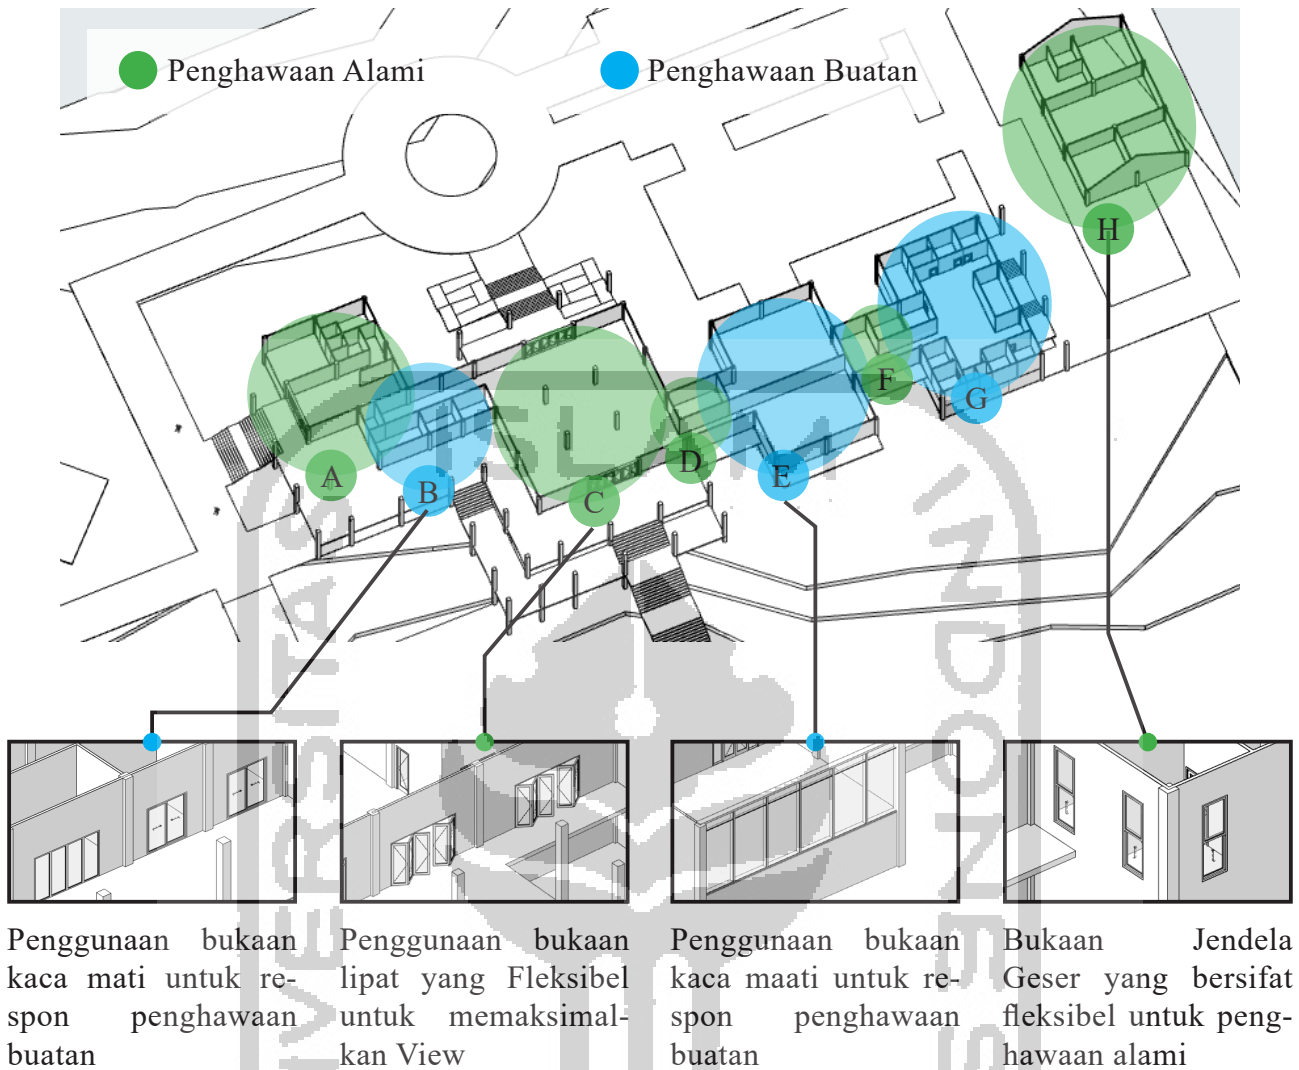 Penghawaan Alami
Penghawaan Buatan
H
F
G
D
A
B
C
E
Penggunaan bukaan
kaca mati untuk re-
spon penghawaan
buatan
Penggunaan bukaan
lipat yang Fleksibel
untuk memaksimal-
kan View
Penggunaan bukaan
kaca maati untuk re-
spon penghawaan
buatan
Bukaan Jendela
Geser yang bersifat
fleksibel untuk peng-
hawaan alami
ISLAM